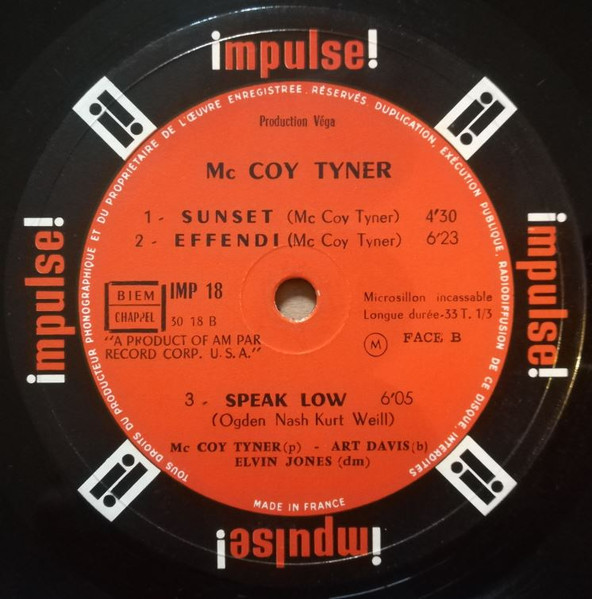 impulse!
TOUS DROITS DU PRODUCTEUR PHONOGRAPHIQUE ET DU PROPRIÉTAIRE DE L'ŒUVRE ENREGISTRÉE, RÉSERVÉS, DUPLICATION, EXÉCUTION PUBLIQUE, RADIODIFFUSION DE CE DISQUE, INTERDITES
Production Véga
Mc COY TYNER
1 - SUNSET (Mc Coy Tyner) 4'30
2 - EFFENDI (Mc Coy Tyner) 6'23
impulse!
impulse!
BIEM
CHAPPEL
IMP 18
30 18 B
Microsillon incassable
Longue durée-33 T. 1/3
"A PRODUCT OF AM PAR
RECORD CORP. U.S.A."
M FACE B
3 - SPEAK LOW 6'05
(Ogden Nash Kurt Weill)
Mc COY TYNER (p) - ART DAVIS (b)
ELVIN JONES (dm)
MADE IN FRANCE
impulse!